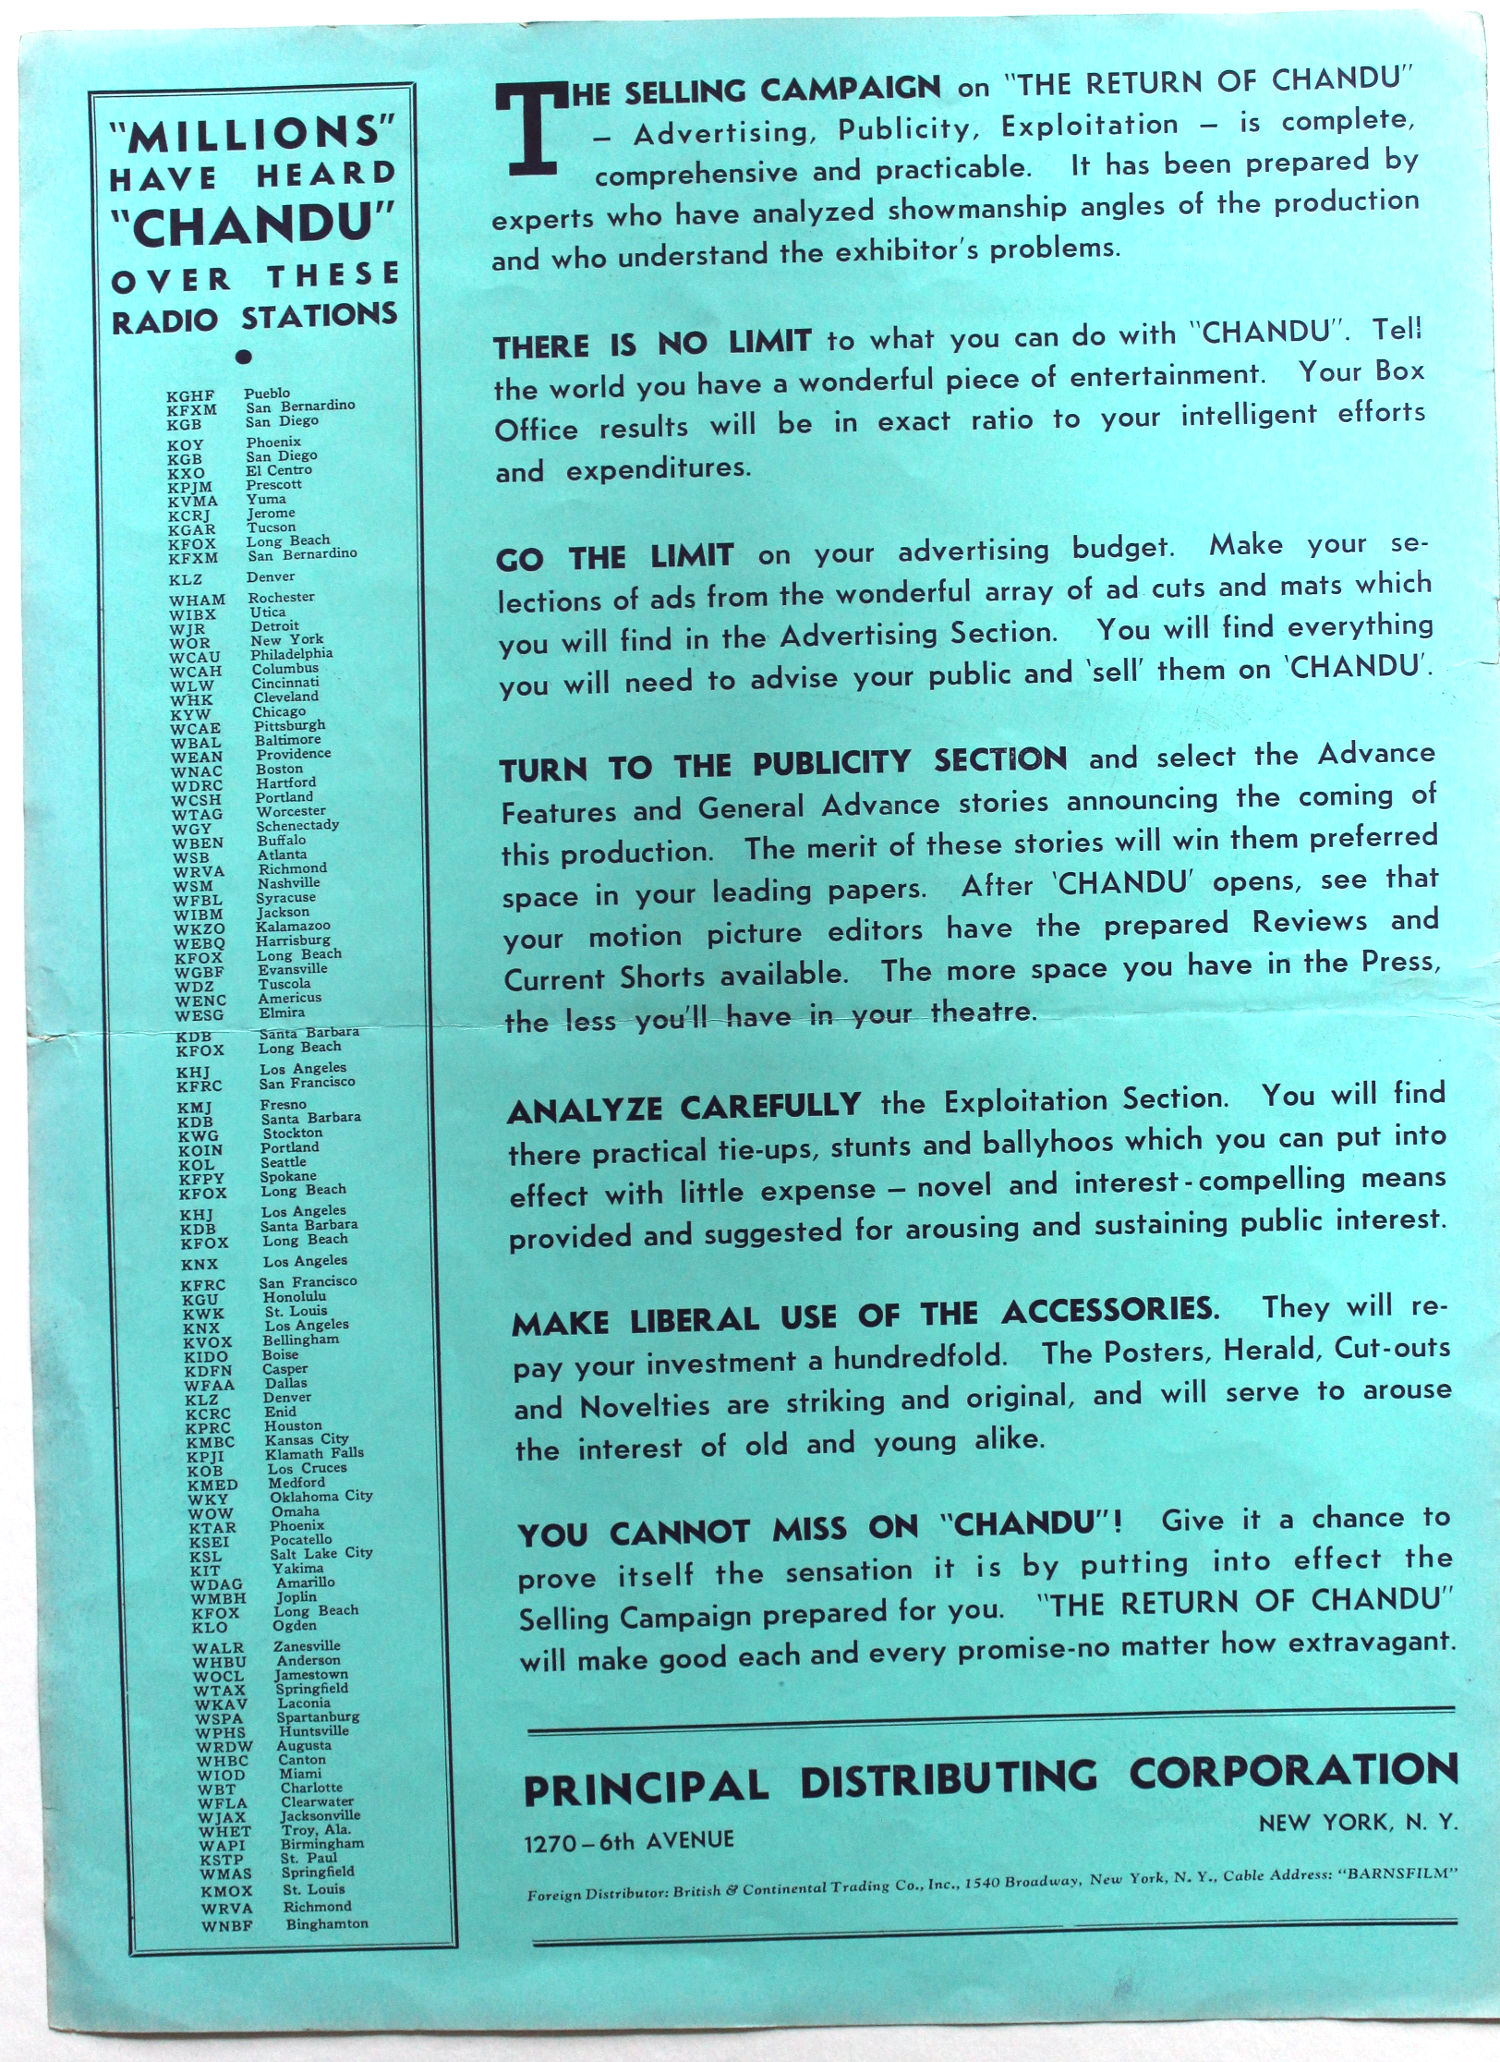 "MILLIONS"
HAVE HEARD
"CHANDU"
OVER THESE
RADIO STATIONS
KGHF Pueblo
KFXM San Bernardino
KGB San Diego
KOY Phoenix
KGB San Diego
KXO El Centro
KPJM Prescott
KVMA Yuma
KCRJ Jerome
KGAR Tucson
KFOX Long Beach
KFXM San Bernardino
KLZ Denver
WHAM Rochester
WIBX Utica
WJR Detroit
WOR New York
WCAU Philadelphia
WCAH Columbus
WLW Cincinnati
WHK Cleveland
KYW Chicago
WCAE Pittsburgh
WBAL Baltimore
WEAN Providence
WNAC Boston
WDRC Hartford
WCSH Portland
WTAG Worcester
WGY Schenectady
WBEN Buffalo
WSB Atlanta
WRVA Richmond
WSM Nashville
WFBL Syracuse
WIBM Jackson
WKZO Kalamazoo
WEBQ Harrisburg
KFOX Long Beach
WGBF Evansville
WDZ Tuscola
WENC Americus
WESG Elmira
KDB Santa Barbara
KFOX Long Beach
KHJ Los Angeles
KFRC San Francisco
KMJ Fresno
KDB Santa Barbara
KWG Stockton
KOIN Portland
KOL Seattle
KFPY Spokane
KFOX Long Beach
KHJ Los Angeles
KDB Santa Barbara
KFOX Long Beach
KNX Los Angeles
KFRC San Francisco
KGU Honolulu
KWK St. Louis
KNX Los Angeles
KVOX Bellingham
KIDO Boise
KDFN Casper
WFAA Dallas
KLZ Denver
KCRC Enid
KPRC Houston
KMBC Kansas City
KPJI Klamath Falls
KOB Los Cruces
KMED Medford
WKY Oklahoma City
WOW Omaha
KTAR Phoenix
KSEI Pocatello
KSL Salt Lake City
KIT Yakima
WDAG Amarillo
WMBH Joplin
KFOX Long Beach
KLO Ogden
WALR Zanesville
WHBU Anderson
WOCL Jamestown
WTAX Springfield
WKAV Laconia
WSPA Spartanburg
WPHS Huntsville
WRDW Augusta
WHBC Canton
WIOD Miami
WBT Charlotte
WFLA Clearwater
WJAX Jacksonville
WHET Troy, Ala.
WAPI Birmingham
KSTP St. Paul
WMAS Springfield
KMOX St. Louis
WRVA Richmond
WNBF Binghamton
THE SELLING CAMPAIGN on "THE RETURN OF CHANDU"
— Advertising, Publicity, Exploitation — is complete,
comprehensive and practicable. It has been prepared by
experts who have analyzed showmanship angles of the production
and who understand the exhibitor's problems.
THERE IS NO LIMIT to what you can do with "CHANDU". Tell
the world you have a wonderful piece of entertainment. Your Box
Office results will be in exact ratio to your intelligent efforts
and expenditures.
GO THE LIMIT on your advertising budget. Make your se-
lections of ads from the wonderful array of ad cuts and mats which
you will find in the Advertising Section. You will find everything
you will need to advise your public and 'sell' them on 'CHANDU'.
TURN TO THE PUBLICITY SECTION and select the Advance
Features and General Advance stories announcing the coming of
this production. The merit of these stories will win them preferred
space in your leading papers. After 'CHANDU' opens, see that
your motion picture editors have the prepared Reviews and
Current Shorts available. The more space you have in the Press,
the less you'll have in your theatre.
ANALYZE CAREFULLY the Exploitation Section. You will find
there practical tie-ups, stunts and ballyhoos which you can put into
effect with little expense — novel and interest-compelling means
provided and suggested for arousing and sustaining public interest.
MAKE LIBERAL USE OF THE ACCESSORIES. They will re-
pay your investment a hundredfold. The Posters, Herald, Cut-outs
and Novelties are striking and original, and will serve to arouse
the interest of old and young alike.
YOU CANNOT MISS ON "CHANDU"! Give it a chance to
prove itself the sensation it is by putting into effect the
Selling Campaign prepared for you. "THE RETURN OF CHANDU"
will make good each and every promise-no matter how extravagant.
PRINCIPAL DISTRIBUTING CORPORATION
1270 – 6th AVENUE NEW YORK, N. Y.
Foreign Distributor: British & Continental Trading Co., Inc., 1540 Broadway, New York, N. Y., Cable Address: "BARNSFILM"